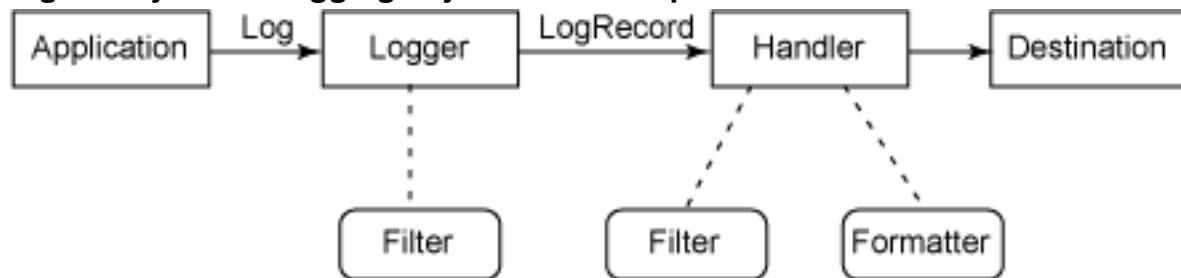 Log LogRecord
Application Logger Handler Destination
Filter Filter Formatter